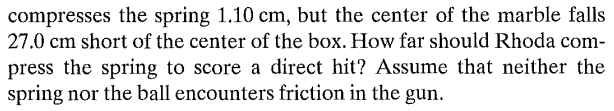 compresses the spring 1.10 cm, but the center of the marble falls
27.0 cm short of the center of the box. How far should Rhoda com-
press the spring to score a direct hit? Assume that neither the
spring nor the ball encounters friction in the gun.